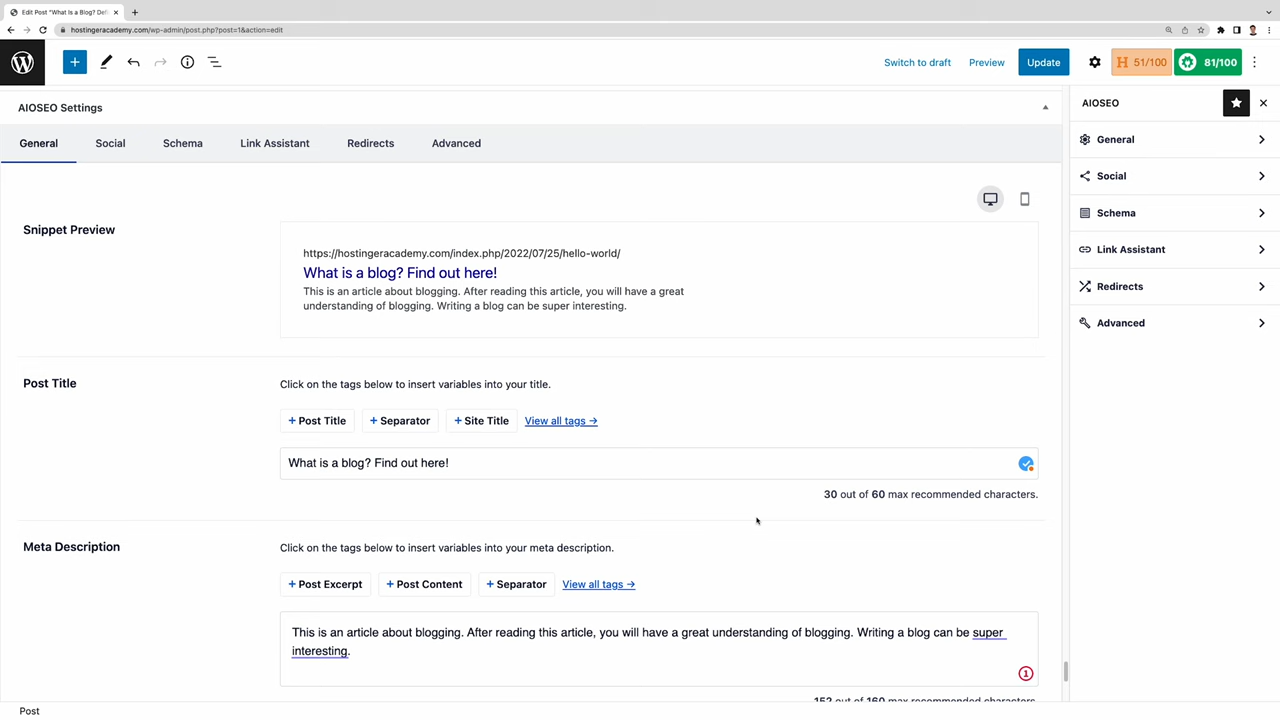 Edit Post "What Is a Blog? Defi
hostingeracademy.com/wp-admin/post.php?post=1&action=edit
Switch to draft
Preview
Update
H 51/100
81/100
AIOSEO Settings
AIOSEO
General
Social
Schema
Link Assistant
Redirects
Advanced
General
Social
Schema
Link Assistant
Redirects
Advanced
Snippet Preview
https://hostingeracademy.com/index.php/2022/07/25/hello-world/
What is a blog? Find out here!
This is an article about blogging. After reading this article, you will have a great
understanding of blogging. Writing a blog can be super interesting.
Post Title
Click on the tags below to insert variables into your title.
+ Post Title
+ Separator
+ Site Title
View all tags →
What is a blog? Find out here!
30 out of 60 max recommended characters.
Meta Description
Click on the tags below to insert variables into your meta description.
+ Post Excerpt
+ Post Content
+ Separator
View all tags →
This is an article about blogging. After reading this article, you will have a great understanding of blogging. Writing a blog can be super
interesting.
1
152 out of 160 max recommended characters.
Post